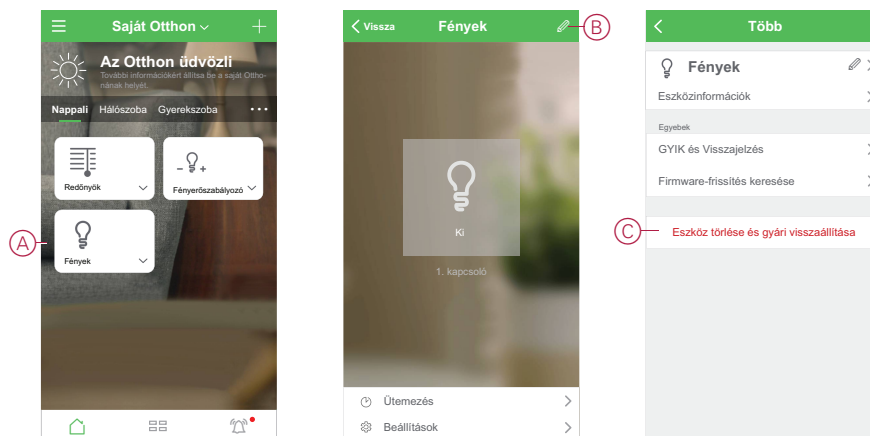 Saját Otthon
Az Otthon üdvözli
További információkért állítsa be a saját Ottho-
nának helyét.
Nappali Hálószoba Gyerekszoba
Redőnyök
Fényerőszabályozó
Fények
A
Vissza
Fények
B
Ki
1. kapcsoló
Ütemezés
Beállítások
Több
Fények
Eszközinformációk
Egyebek
GYIK és Visszajelzés
Firmware-frissítés keresése
C
Eszköz törlése és gyári visszaállítása